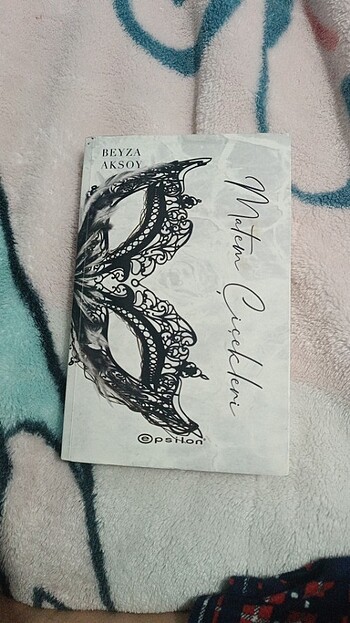 BEYZA
AKSOY
Matem Çiçekleri
epsilon